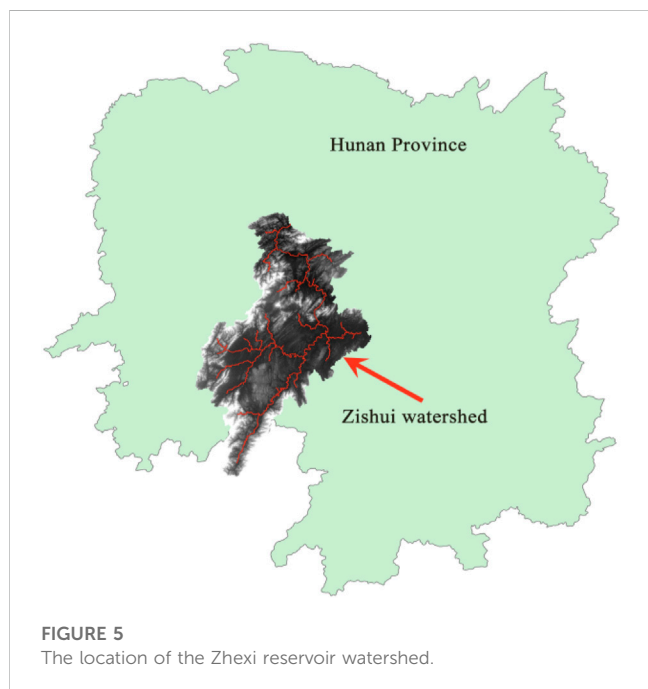 Hunan Province
Zishui watershed
FIGURE 5
The location of the Zhexi reservoir watershed.